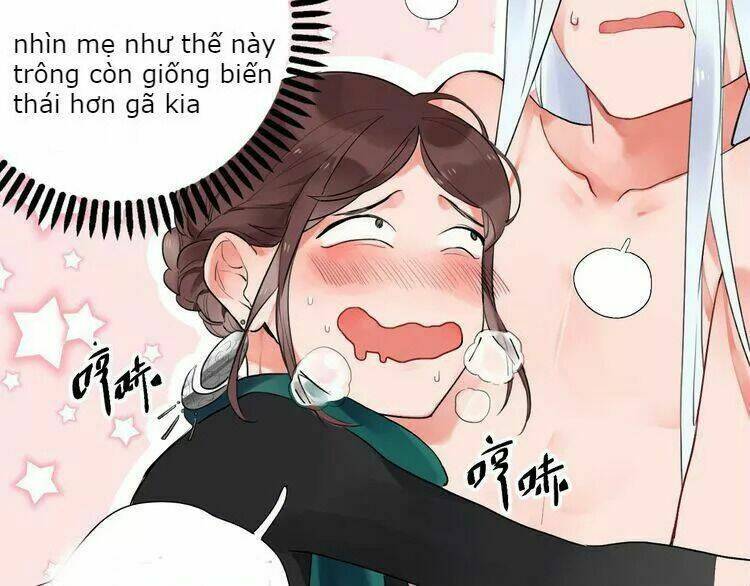 nhìn mẹ như thế này
trông còn giống biến
thái hơn gã kia
哼哧
哼哧